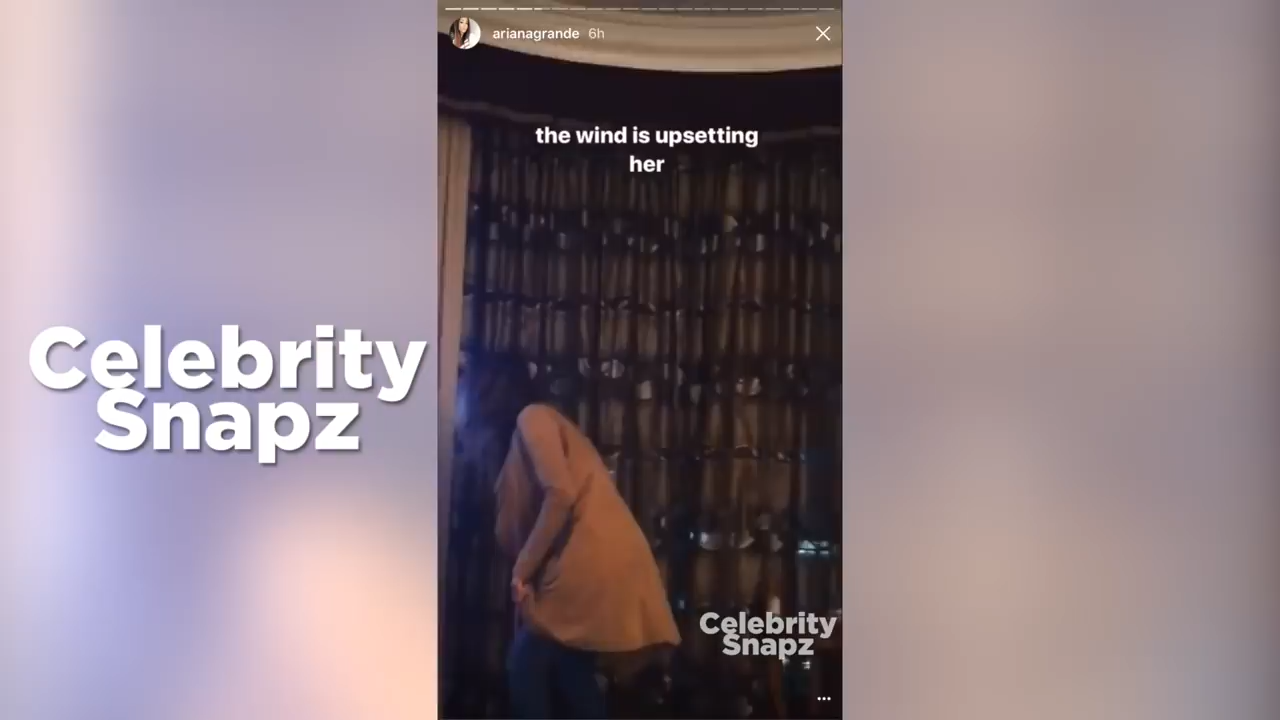 arianagrande 6h
the wind is upsetting
her
Celebrity
Snapz
Celebrity
Snapz